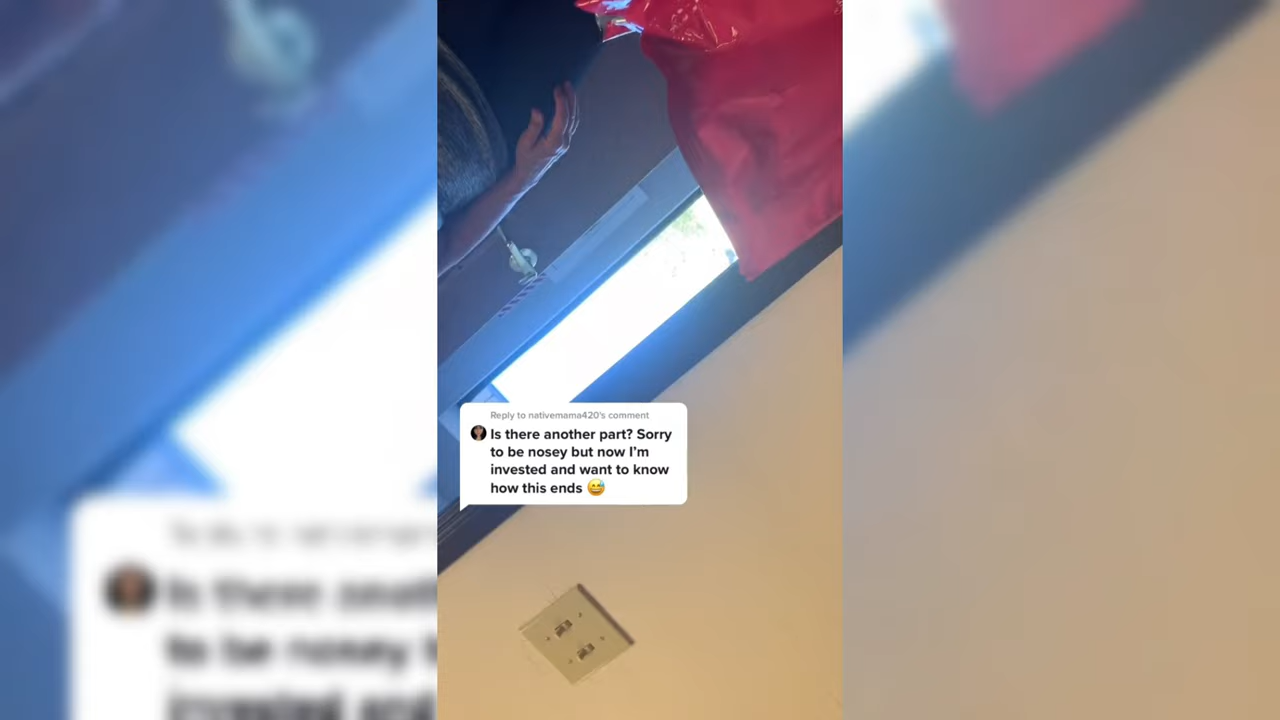 Reply to nativemama420's comment
Is there another part? Sorry
to be nosey but now I'm
invested and want to know
how this ends 😅